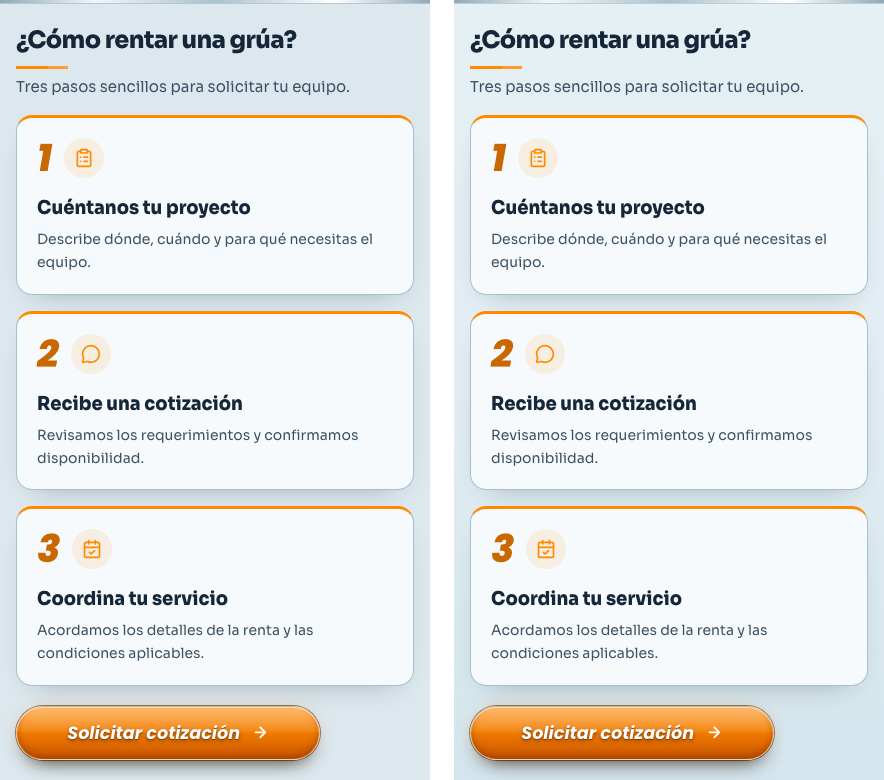 ¿Cómo rentar una grúa?
Tres pasos sencillos para solicitar tu equipo.
1
Cuéntanos tu proyecto
Describe dónde, cuándo y para qué necesitas el
equipo.
2
Recibe una cotización
Revisamos los requerimientos y confirmamos
disponibilidad.
3
Coordina tu servicio
Acordamos los detalles de la renta y las
condiciones aplicables.
Solicitar cotización →
¿Cómo rentar una grúa?
Tres pasos sencillos para solicitar tu equipo.
1
Cuéntanos tu proyecto
Describe dónde, cuándo y para qué necesitas el
equipo.
2
Recibe una cotización
Revisamos los requerimientos y confirmamos
disponibilidad.
3
Coordina tu servicio
Acordamos los detalles de la renta y las
condiciones aplicables.
Solicitar cotización →